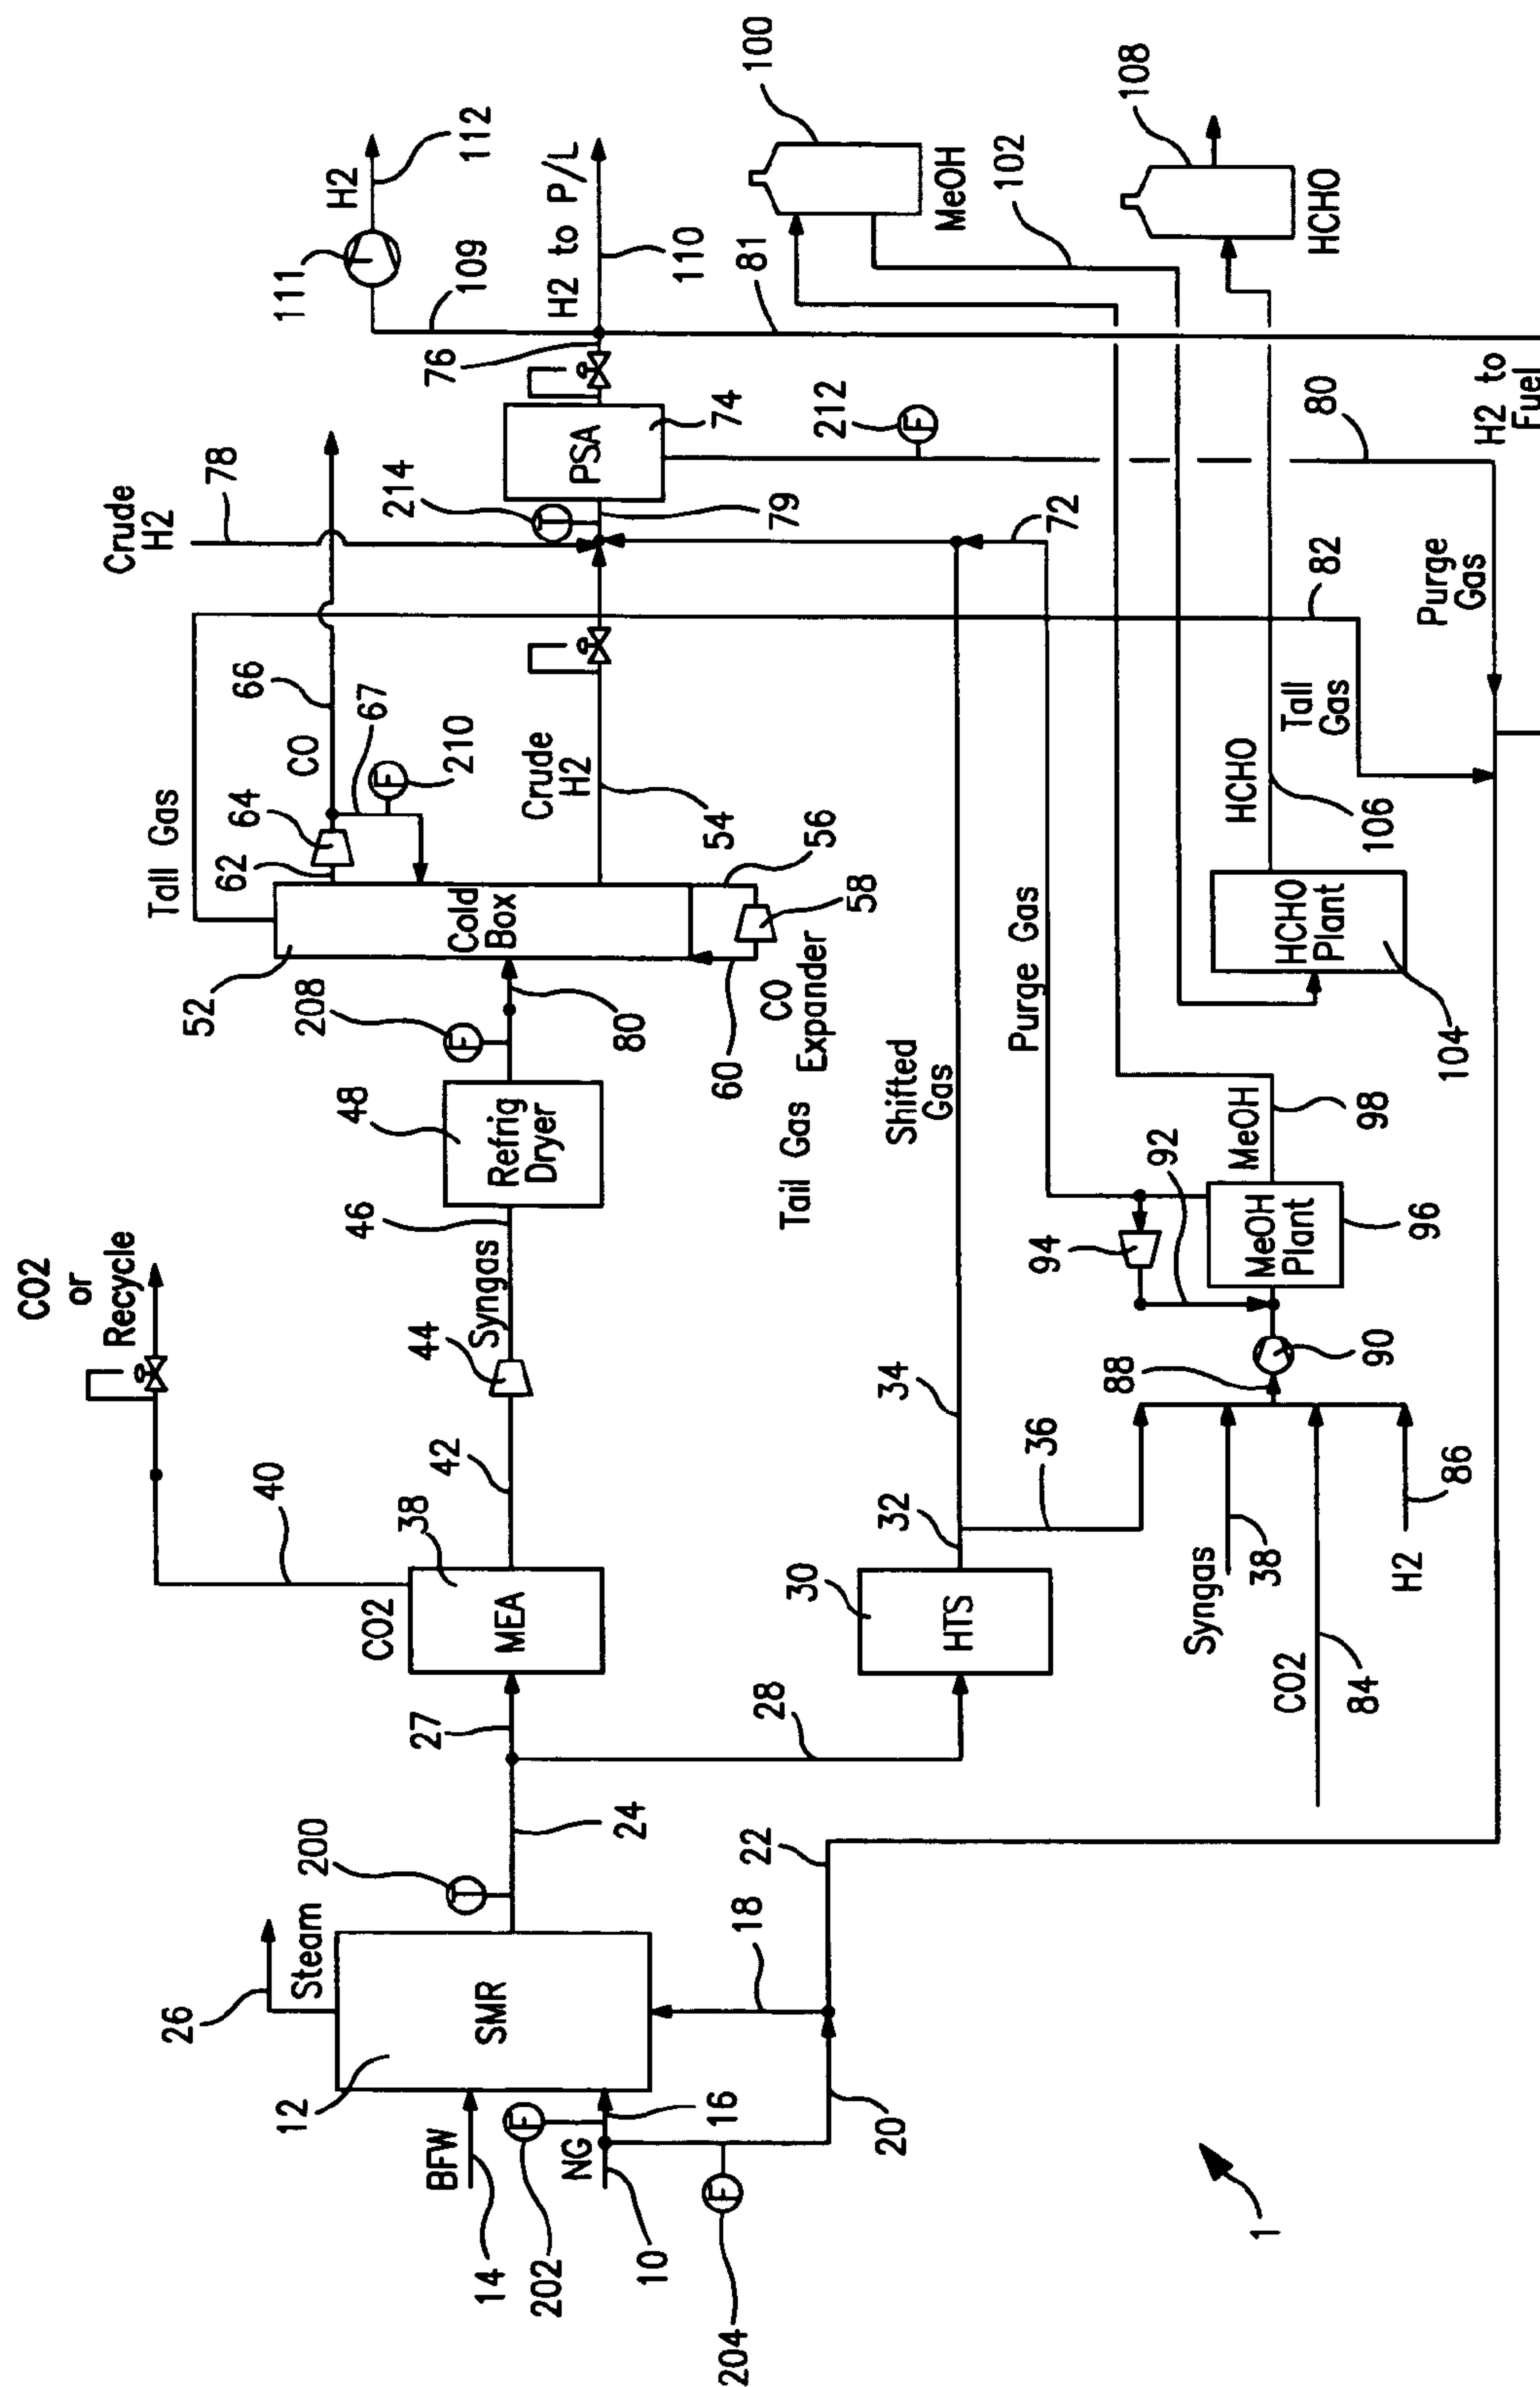 CO2
or
Recycle
40
CO2
38
MEA
42
44
Syngas
46
48
Refrig
Dryer
208
80
52
Cold
Box
Tall Gas
62
64
CO
66
67
210
Crude
H2
54
56
58
60
CO
Expander
Tail Gas
Crude
H2
78
214
79
PSA
74
76
212
111
109
H2
112
H2 to P/L
110
81
100
MeOH
102
108
HCHO
26
Steam
12
SMR
200
24
27
28
BFW
14
202
NG
16
10
204
20
18
22
30
HTS
32
34
36
Shifted
Gas
72
Purge Gas
Syngas
38
CO2
84
H2
86
88
90
92
94
MeOH
Plant
96
MeOH
98
HCHO
Plant
104
HCHO
106
Tall
Gas
82
Purge
Gas
80
H2 to
Fuel
1